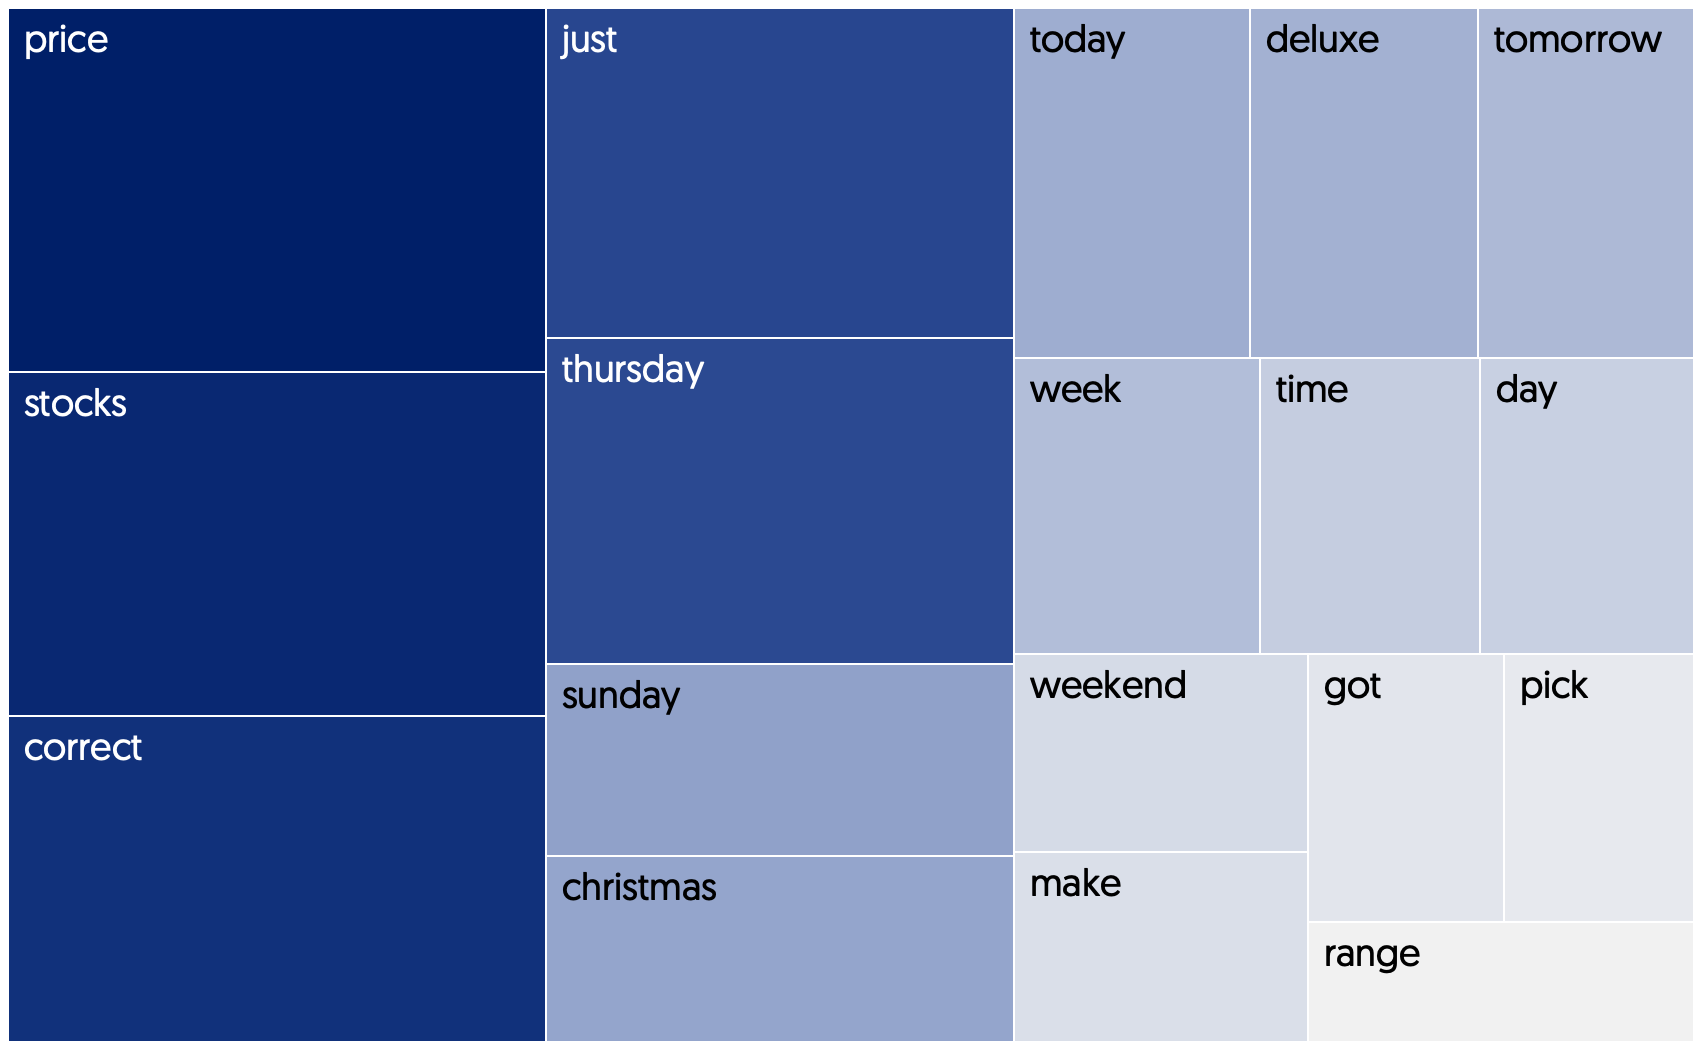 price
stocks
correct
just
thursday
sunday
christmas
today
deluxe
tomorrow
week
time
day
weekend
make
got
pick
range